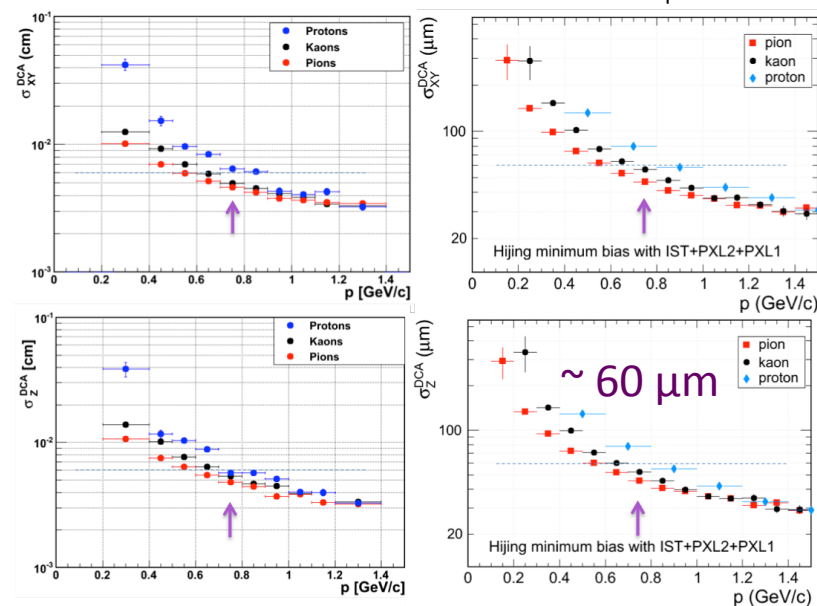 σ_XY^DCA (cm)
10⁻¹
10⁻²
10⁻³
Protons
Kaons
Pions
0 0.2 0.4 0.6 0.8 1 1.2 1.4
p [GeV/c]
σ_XY^DCA (μm)
100
20
pion
kaon
proton
Hijing minimum bias with IST+PXL2+PXL1
0 0.2 0.4 0.6 0.8 1 1.2 1.4
p (GeV/c)
σ_Z^DCA [cm]
10⁻¹
10⁻²
10⁻³
Protons
Kaons
Pions
0 0.2 0.4 0.6 0.8 1 1.2 1.4
p [GeV/c]
σ_Z^DCA (μm)
100
20
~ 60 μm
pion
kaon
proton
Hijing minimum bias with IST+PXL2+PXL1
0 0.2 0.4 0.6 0.8 1 1.2 1.4
p (GeV/c)